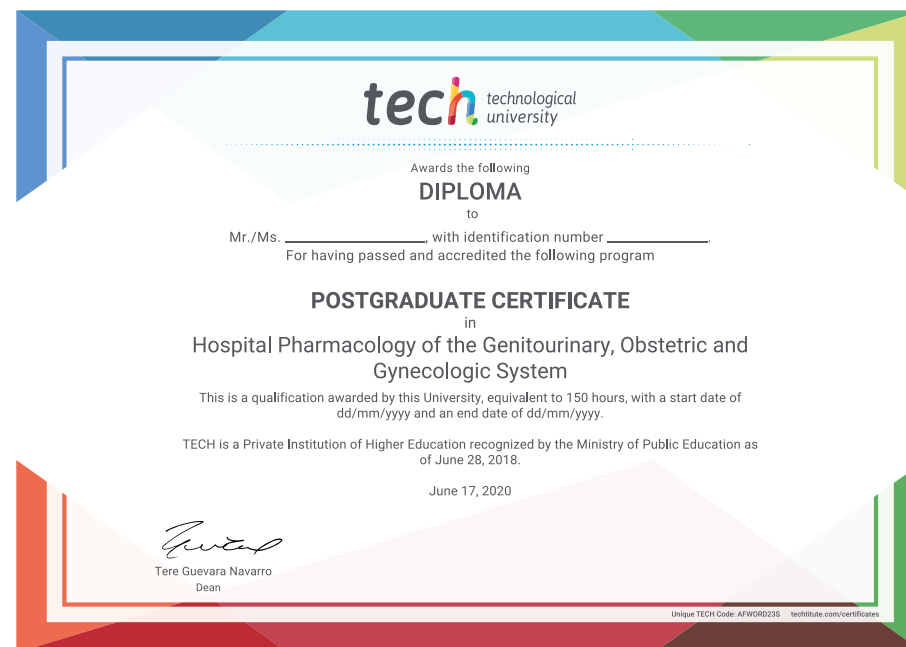 tech technological
university
Awards the following
DIPLOMA
to
Mr./Ms. ____________________, with identification number ______________.
For having passed and accredited the following program
POSTGRADUATE CERTIFICATE
in
Hospital Pharmacology of the Genitourinary, Obstetric and
Gynecologic System
This is a qualification awarded by this University, equivalent to 150 hours, with a start date of
dd/mm/yyyy and an end date of dd/mm/yyyy.
TECH is a Private Institution of Higher Education recognized by the Ministry of Public Education as
of June 28, 2018.
June 17, 2020
Tere Guevara Navarro
Dean
Unique TECH Code: AFWORD23S techtitute.com/certificates